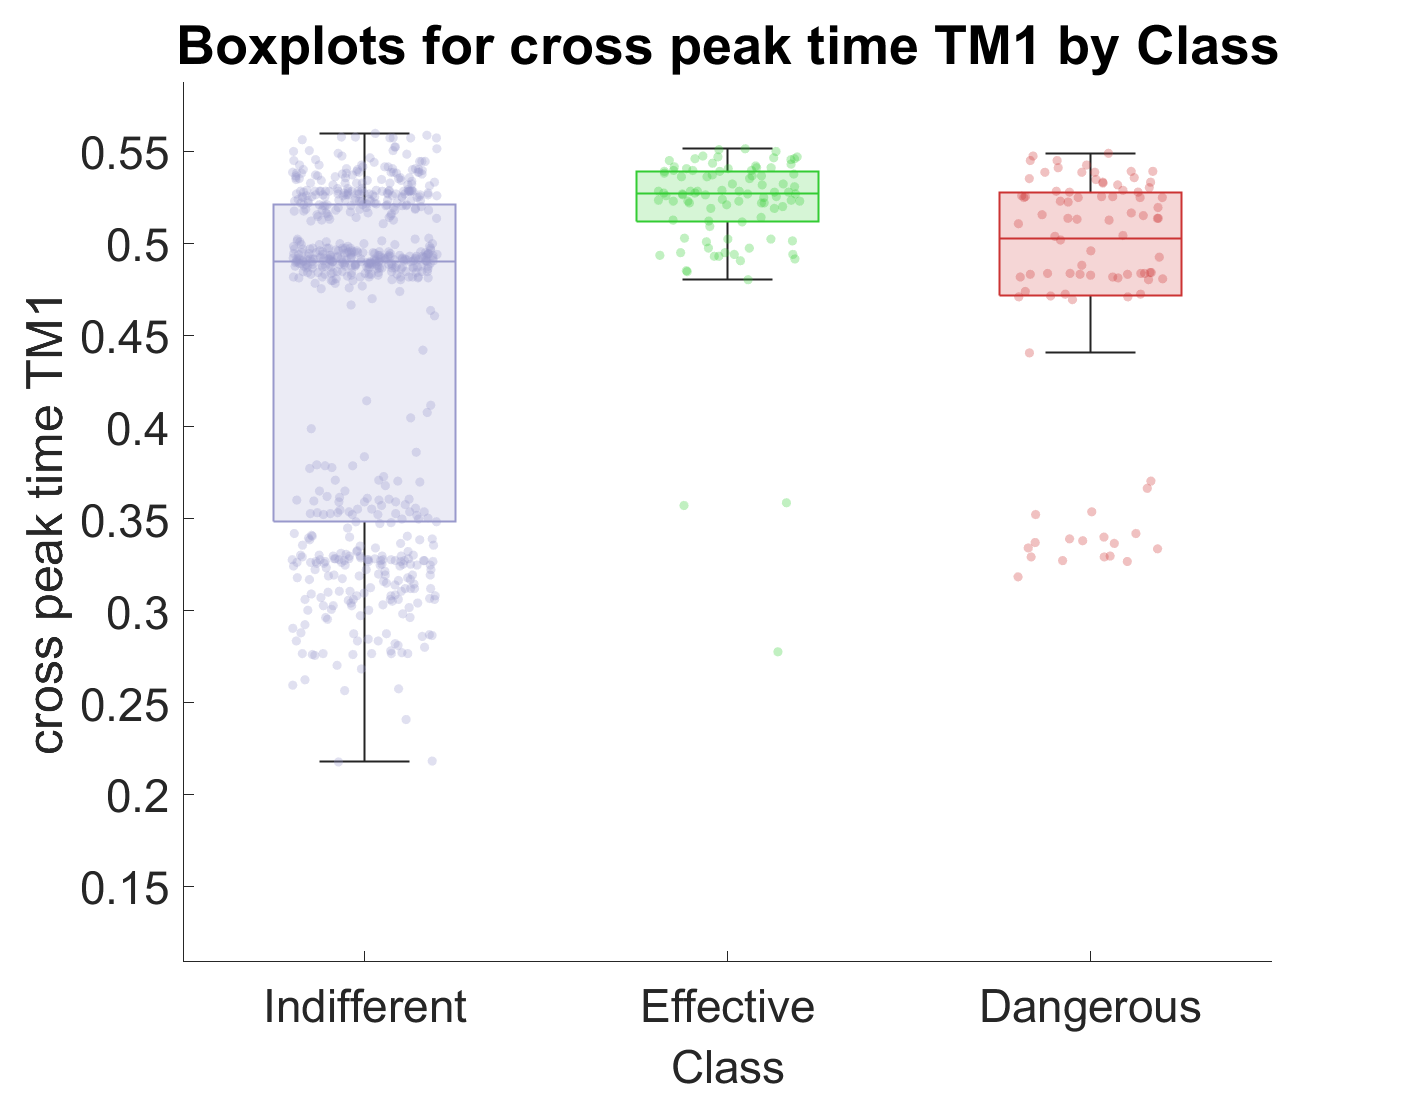 Boxplots for cross peak time TM1 by Class
cross peak time TM1
0.55
0.5
0.45
0.4
0.35
0.3
0.25
0.2
0.15
Indifferent
Effective
Dangerous
Class